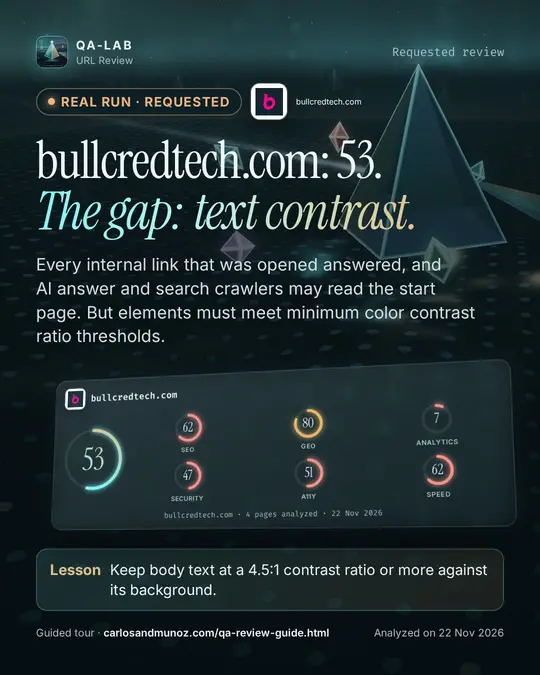 QA-LAB
URL Review
Requested review
REAL RUN · REQUESTED
b
bullcredtech.com
bullcredtech.com: 53.
The gap: text contrast.
Every internal link that was opened answered, and
AI answer and search crawlers may read the start
page. But elements must meet minimum color contrast
ratio thresholds.
b
bullcredtech.com
53
62
SEO
80
GEO
7
ANALYTICS
47
SECURITY
51
A11Y
62
SPEED
bullcredtech.com · 4 pages analyzed · 22 Nov 2026
Lesson
Keep body text at a 4.5:1 contrast ratio or more against
its background.
Guided tour · carlosandmunoz.com/qa-review-guide.html
Analyzed on 22 Nov 2026